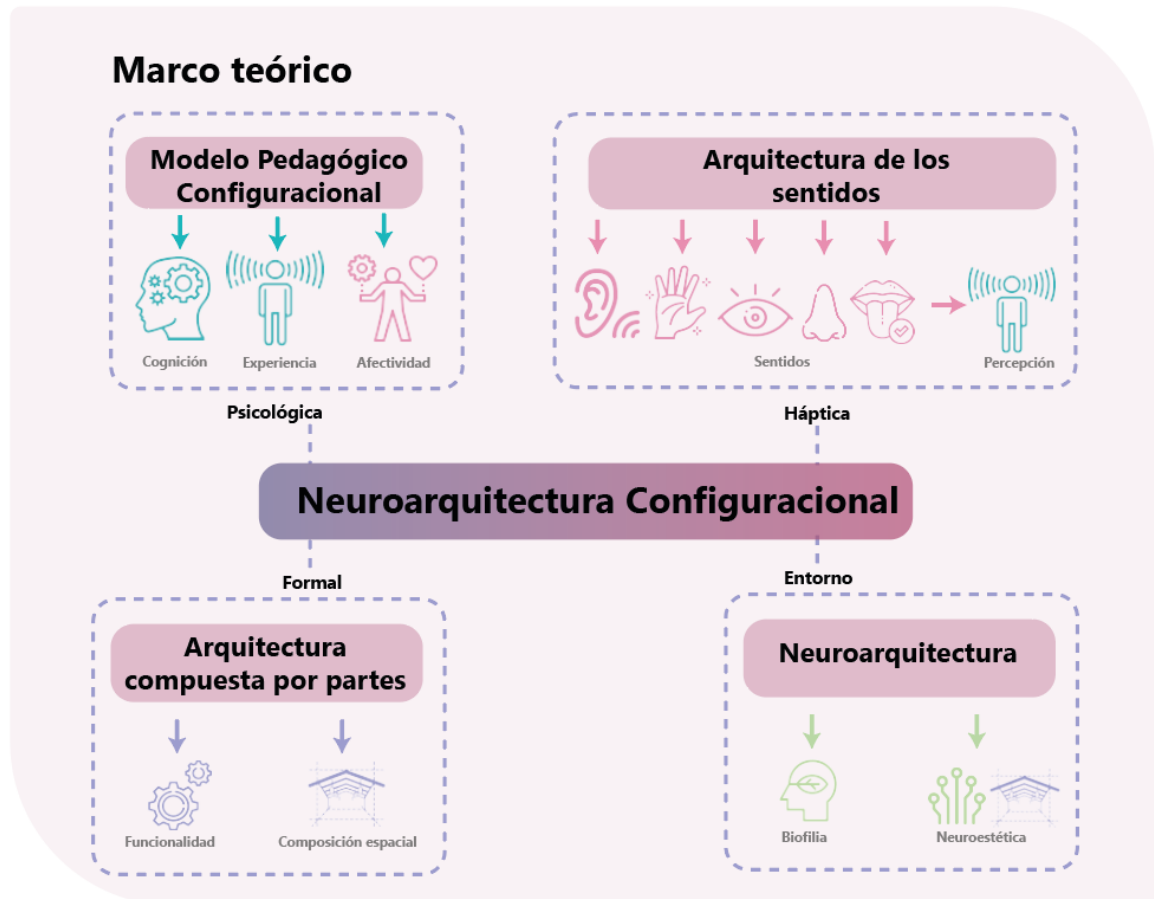 Marco teórico
Modelo Pedagógico
Configuracional
Cognición
Experiencia
Afectividad
Psicológica
Arquitectura de los
sentidos
Sentidos
Percepción
Háptica
Neuroarquitectura Configuracional
Formal
Arquitectura
compuesta por partes
Funcionalidad
Composición espacial
Entorno
Neuroarquitectura
Biofilia
Neuroestética